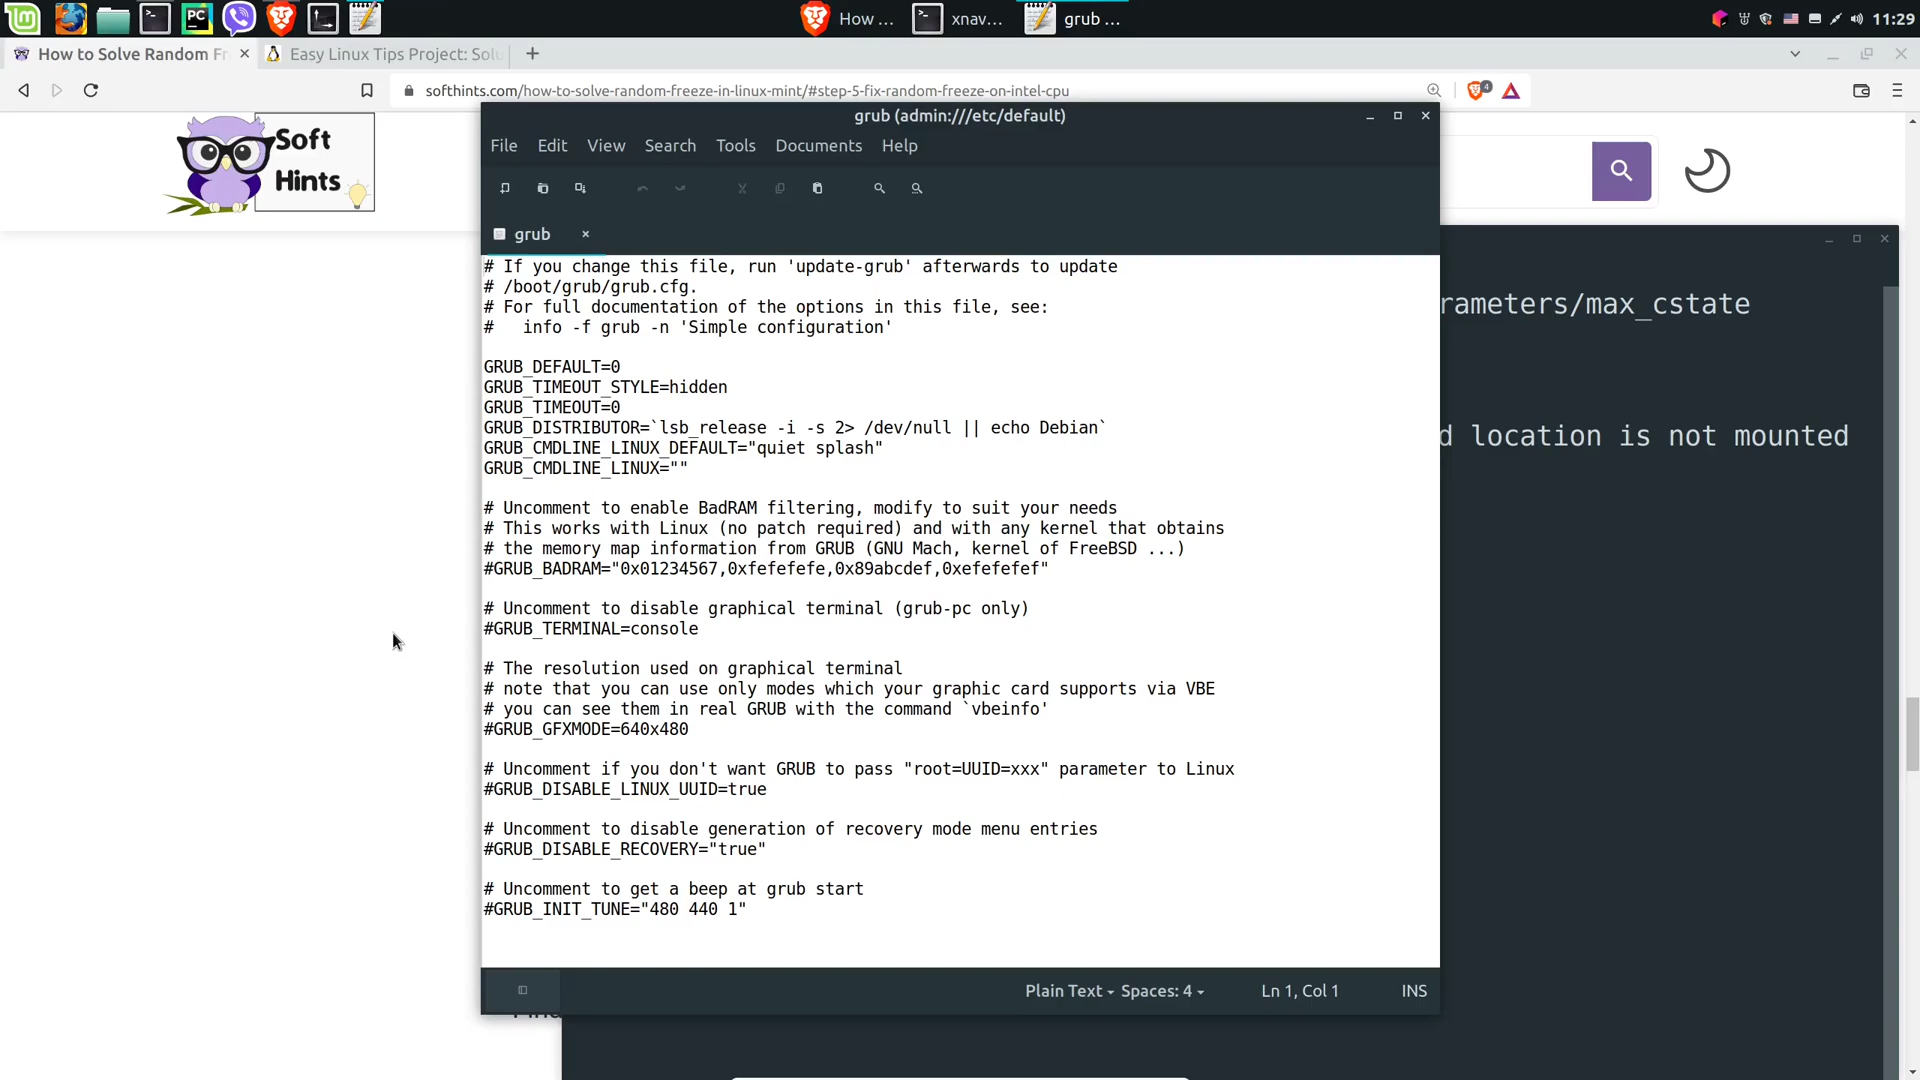 How ...
xnav...
grub ...
11:29
How to Solve Random Fr
Easy Linux Tips Project: Solu
softhints.com/how-to-solve-random-freeze-in-linux-mint/#step-5-fix-random-freeze-on-intel-cpu
4
Soft
Hints
grub (admin:///etc/default)
File Edit View Search Tools Documents Help
grub
# If you change this file, run 'update-grub' afterwards to update
# /boot/grub/grub.cfg.
# For full documentation of the options in this file, see:
#   info -f grub -n 'Simple configuration'
GRUB_DEFAULT=0
GRUB_TIMEOUT_STYLE=hidden
GRUB_TIMEOUT=0
GRUB_DISTRIBUTOR=`lsb_release -i -s 2> /dev/null || echo Debian`
GRUB_CMDLINE_LINUX_DEFAULT="quiet splash"
GRUB_CMDLINE_LINUX=""
# Uncomment to enable BadRAM filtering, modify to suit your needs
# This works with Linux (no patch required) and with any kernel that obtains
# the memory map information from GRUB (GNU Mach, kernel of FreeBSD ...)
#GRUB_BADRAM="0x01234567,0xfefefefe,0x89abcdef,0xefefefef"
# Uncomment to disable graphical terminal (grub-pc only)
#GRUB_TERMINAL=console
# The resolution used on graphical terminal
# note that you can use only modes which your graphic card supports via VBE
# you can see them in real GRUB with the command `vbeinfo'
#GRUB_GFXMODE=640x480
# Uncomment if you don't want GRUB to pass "root=UUID=xxx" parameter to Linux
#GRUB_DISABLE_LINUX_UUID=true
# Uncomment to disable generation of recovery mode menu entries
#GRUB_DISABLE_RECOVERY="true"
# Uncomment to get a beep at grub start
#GRUB_INIT_TUNE="480 440 1"
Plain Text Spaces: 4 Ln 1, Col 1 INS
rameters/max_cstate
d location is not mounted